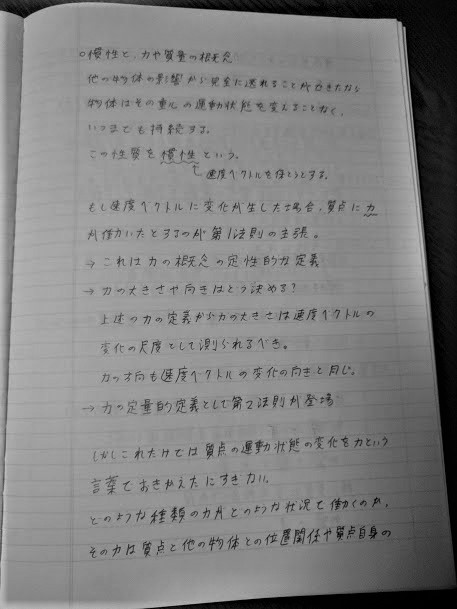 ○慣性と、力や質量の概念
他の物体の影響から完全に逃れることができたなら
物体はその重心の運動状態を変えることなく、
いつまでも持続する。
この性質を慣性という。
↑速度ベクトルを保とうとする。
もし速度ベクトルに変化が生じた場合、質点に力
が働いたとするのが第1法則の主張。
→ これは力の概念の定性的な定義
→ 力の大きさや向きはどう決める?
上述の力の定義から力の大きさは速度ベクトルの
変化の尺度として測られるべき。
力の方向も速度ベクトルの変化の向きと同じ。
→ 力の定量的定義として第2法則が登場
しかしこれだけでは質点の運動状態の変化を力という
言葉でおきかえたにすぎない。
どのような種類の力がどのような状況で働くのか、
その力は質点と他の物体との位置関係や質点自身の